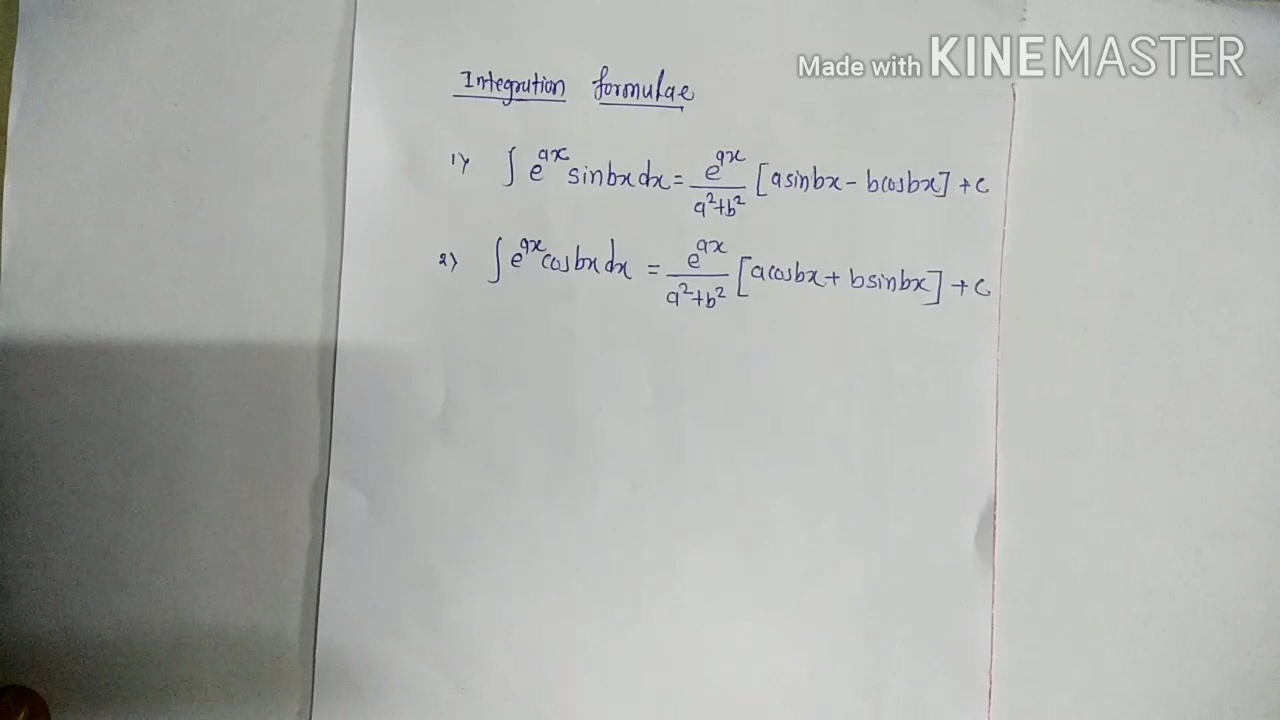 Made with KINEMASTER
Integration formulae
1) ∫ e^{ax} sinbx dx = e^{ax}/(a²+b²) [asinbx - bcosbx] + c
2) ∫ e^{ax} cosbx dx = e^{ax}/(a²+b²) [acosbx + bsinbx] + c